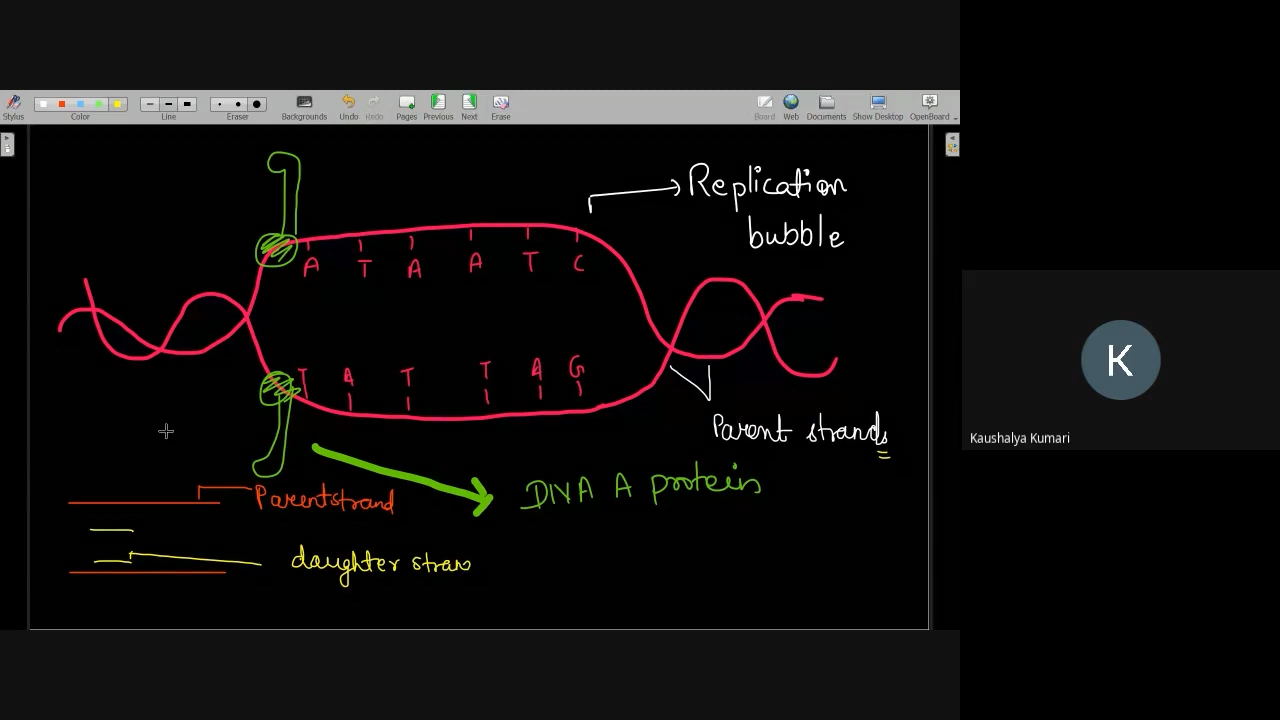 Stylus
Color
Line
Eraser
Backgrounds
Undo
Redo
Pages
Previous
Next
Erase
Board
Web
Documents
Show Desktop
OpenBoard
Replication
bubble
A T A A T C
T A T T A G
Parent strands
DNA A protein
Parentstrand
daughter stran
K
Kaushalya Kumari